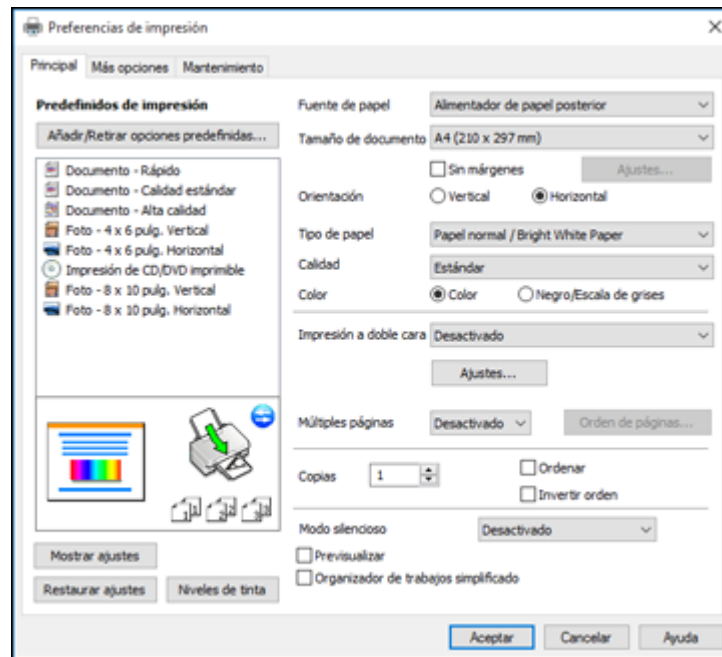 Preferencias de impresión
Principal
Más opciones
Mantenimiento
Predefinidos de impresión
Añadir/Retirar opciones predefinidas...
Documento - Rápido
Documento - Calidad estándar
Documento - Alta calidad
Foto - 4 x 6 pulg. Vertical
Foto - 4 x 6 pulg. Horizontal
Impresión de CD/DVD imprimible
Foto - 8 x 10 pulg. Vertical
Foto - 8 x 10 pulg. Horizontal
1 1 2 2 3 3
Mostrar ajustes
Restaurar ajustes
Niveles de tinta
Fuente de papel
Alimentador de papel posterior
Tamaño de documento
A4 (210 x 297 mm)
Sin márgenes
Ajustes...
Orientación
Vertical
Horizontal
Tipo de papel
Papel normal / Bright White Paper
Calidad
Estándar
Color
Color
Negro/Escala de grises
Impresión a doble cara
Desactivado
Ajustes...
Múltiples páginas
Desactivado
Orden de páginas...
Copias
1
Ordenar
Invertir orden
Modo silencioso
Desactivado
Previsualizar
Organizador de trabajos simplificado
Aceptar
Cancelar
Ayuda